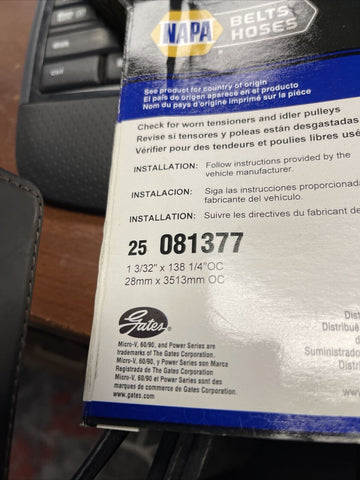 NAPA
BELTS
HOSES
See product for country of origin
El país de origen aparece en el producto
Nom du pays d'origine imprimé sur la pièce
Check for worn tensioners and idler pulleys
Revise si tensores y poleas están desgastadas
Vérifier pour des tendeurs et poulies libres usé
INSTALLATION: Follow instructions provided by the
vehicle manufacturer.
INSTALACION: Siga las instrucciones proporcionada
fabricante del vehículo.
INSTALLATION: Suivre les directives du fabricant de
25 081377
1 3/32" x 138 1/4"OC
28mm x 3513mm OC
Gates®
Micro-V, 60/90, and Power Series are
trademarks of The Gates Corporation.
Micro-V, 60/90, y Power Series son Marca
Registrada de The Gates Corporation.
Micro-V, 60/90 et Power Series sont des
marques de commerce de Gates Corporation.
www.gates.com
Dist
Distribué
d
Suministrado
Distri
ww